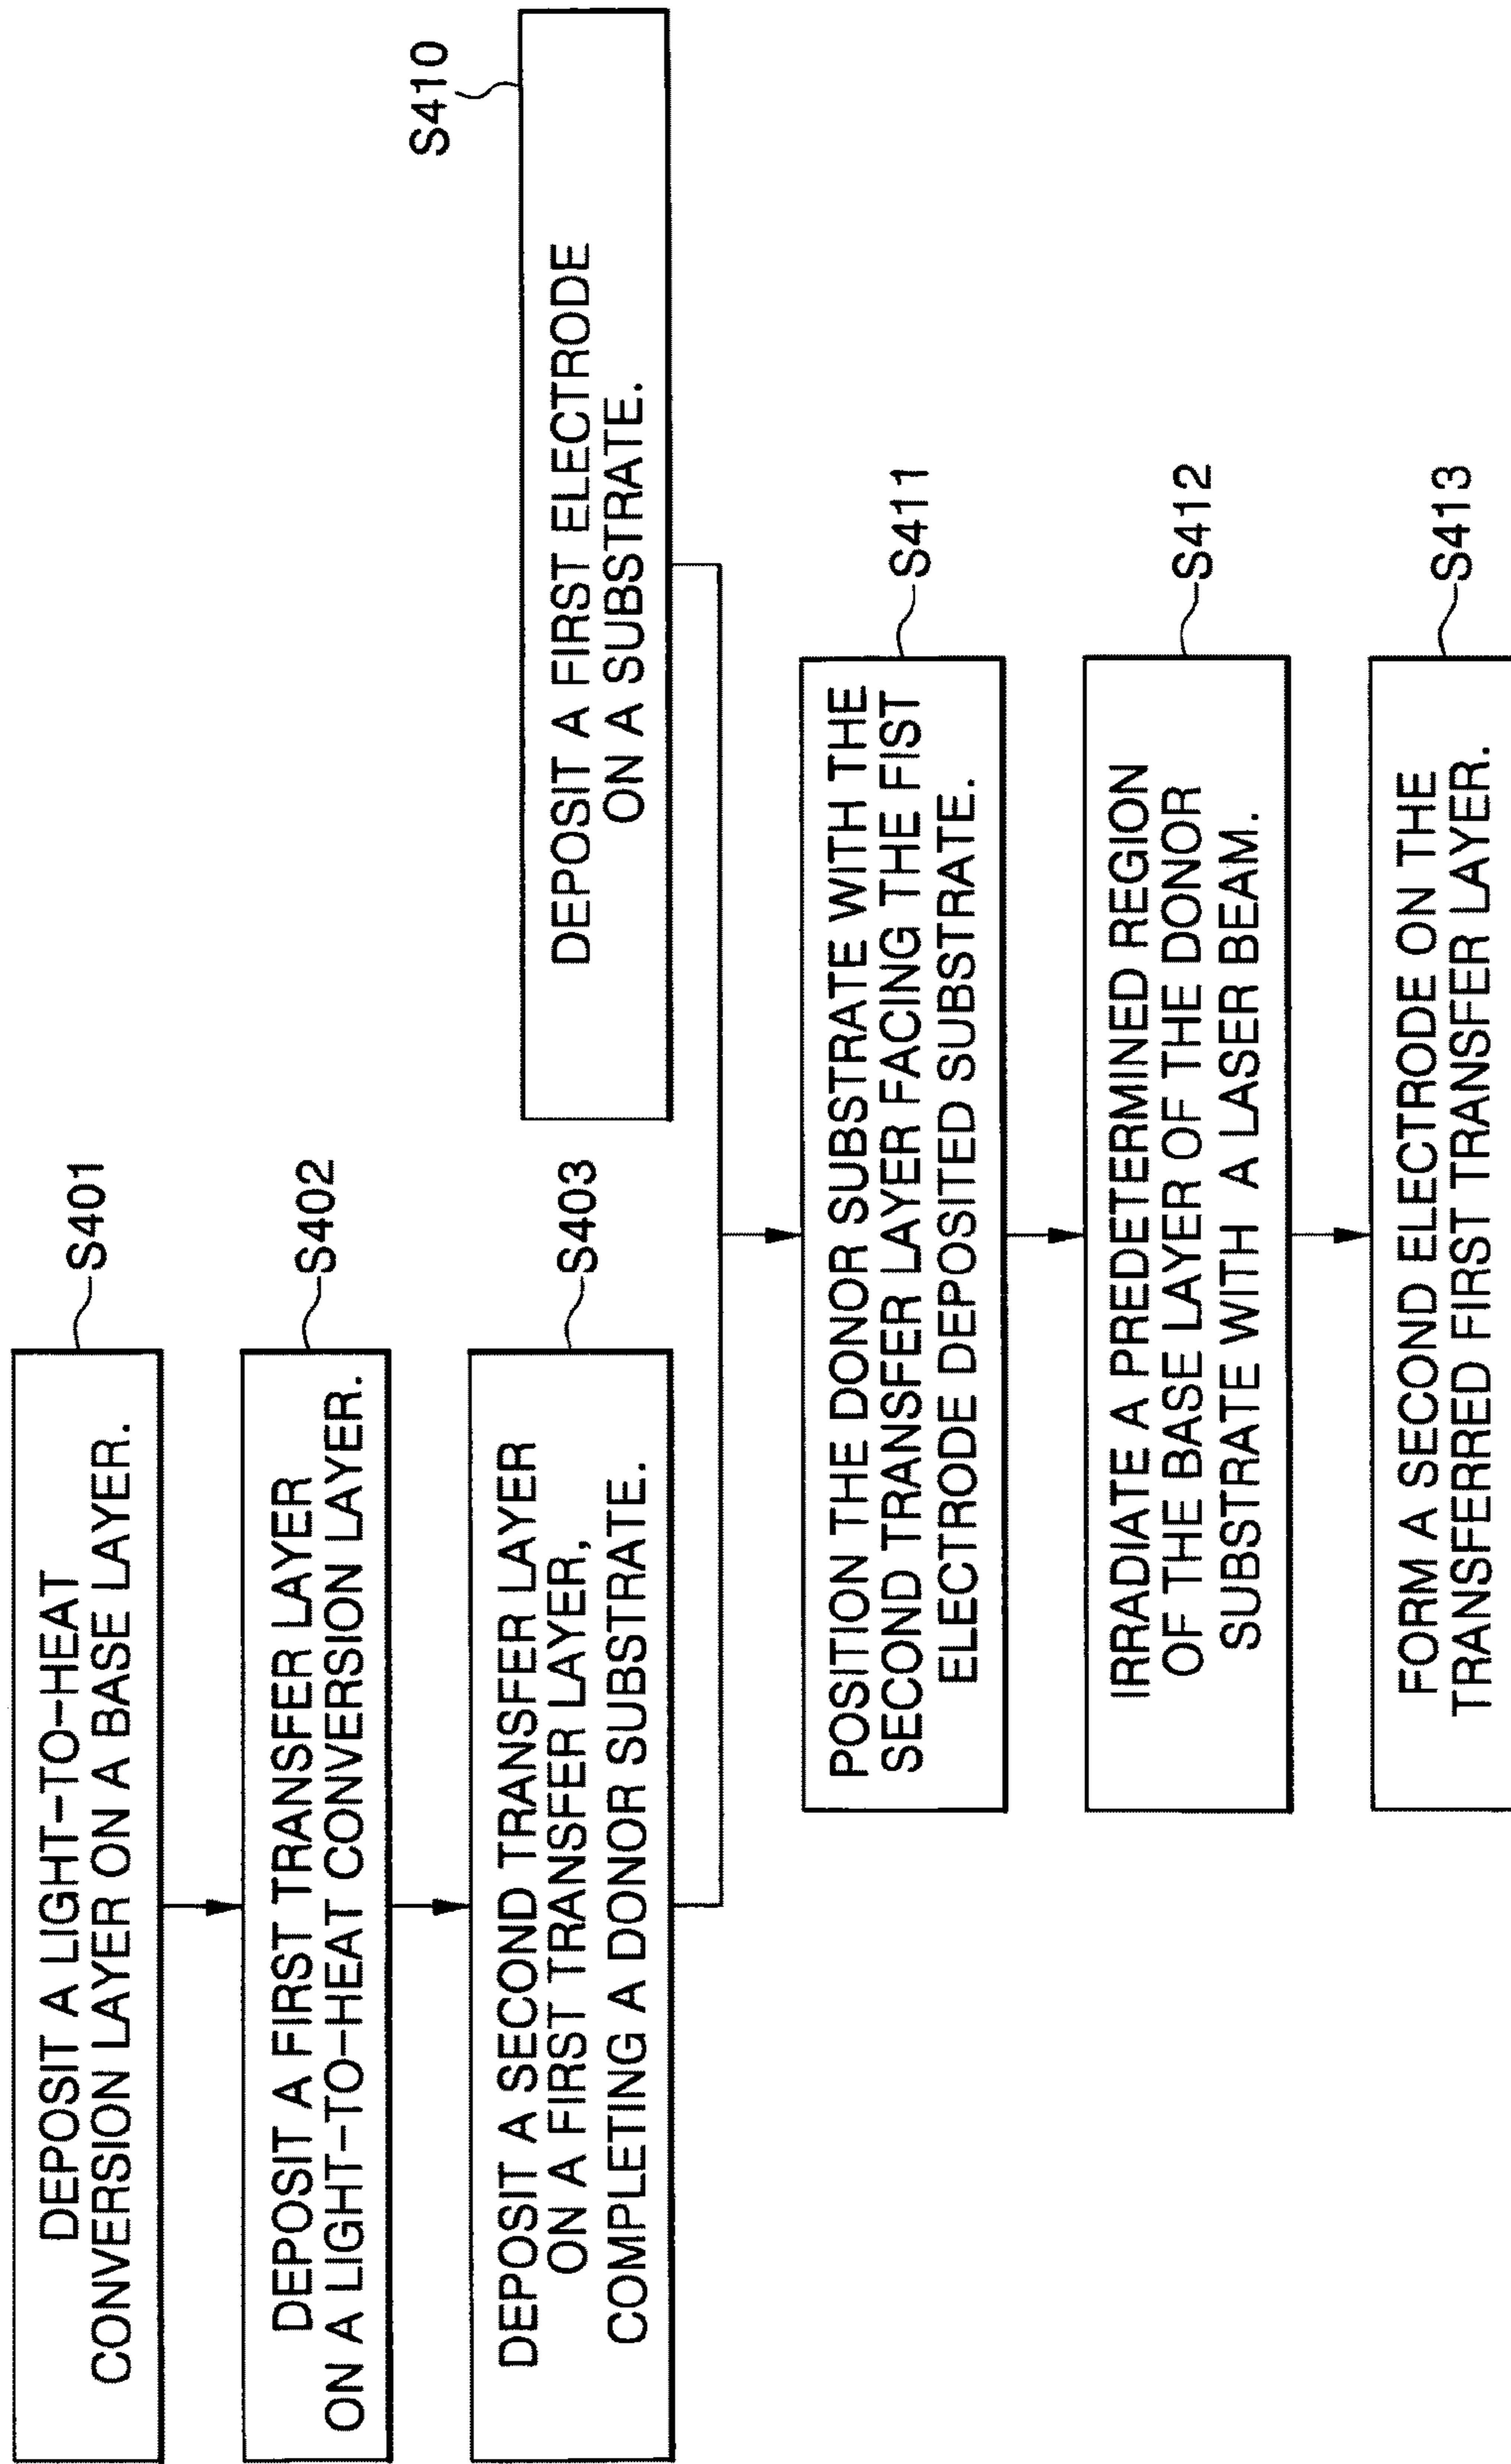 DEPOSIT A LIGHT-TO-HEAT
CONVERSION LAYER ON A BASE LAYER.
S401
DEPOSIT A FIRST TRANSFER LAYER
ON A LIGHT-TO-HEAT CONVERSION LAYER.
S402
DEPOSIT A SECOND TRANSFER LAYER
ON A FIRST TRANSFER LAYER,
COMPLETING A DONOR SUBSTRATE.
S403
DEPOSIT A FIRST ELECTRODE
ON A SUBSTRATE.
S410
POSITION THE DONOR SUBSTRATE WITH THE
SECOND TRANSFER LAYER FACING THE FIST
ELECTRODE DEPOSITED SUBSTRATE.
S411
IRRADIATE A PREDETERMINED REGION
OF THE BASE LAYER OF THE DONOR
SUBSTRATE WITH A LASER BEAM.
S412
FORM A SECOND ELECTRODE ON THE
TRANSFERRED FIRST TRANSFER LAYER.
S413